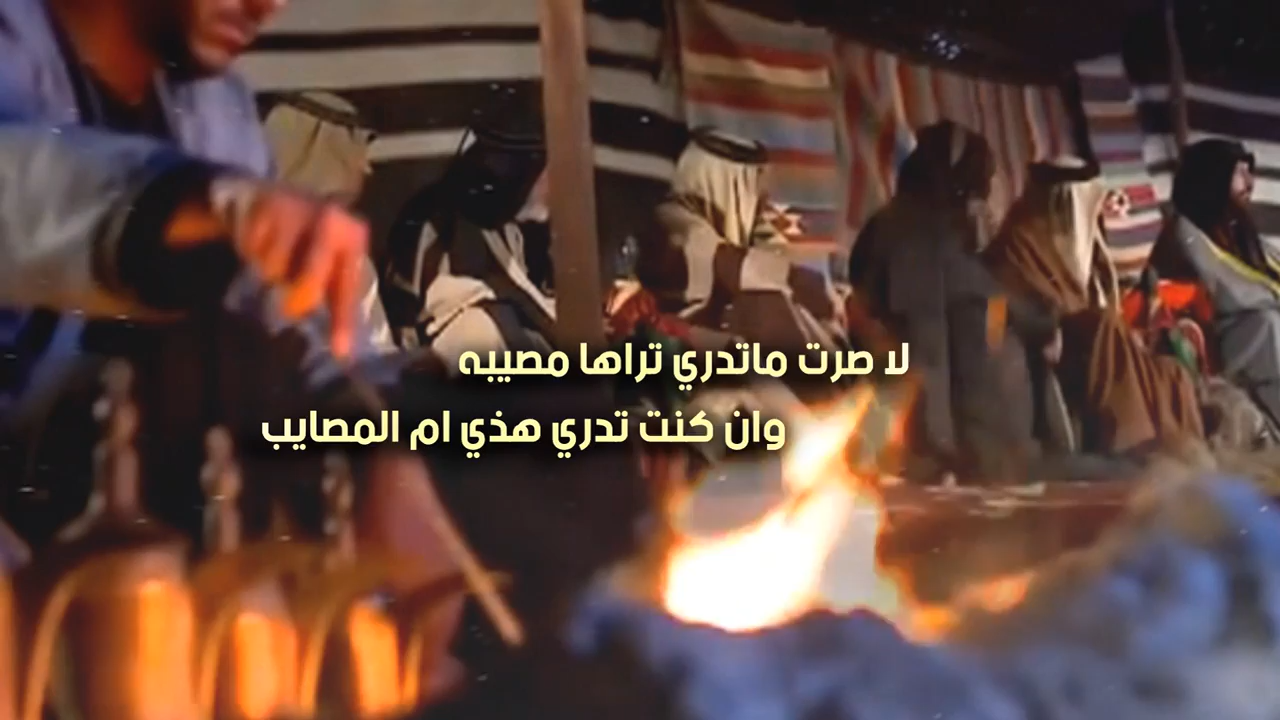 لا صرت ماتدري تراها مصيبه
وان كنت تدري هذي ام المصايب